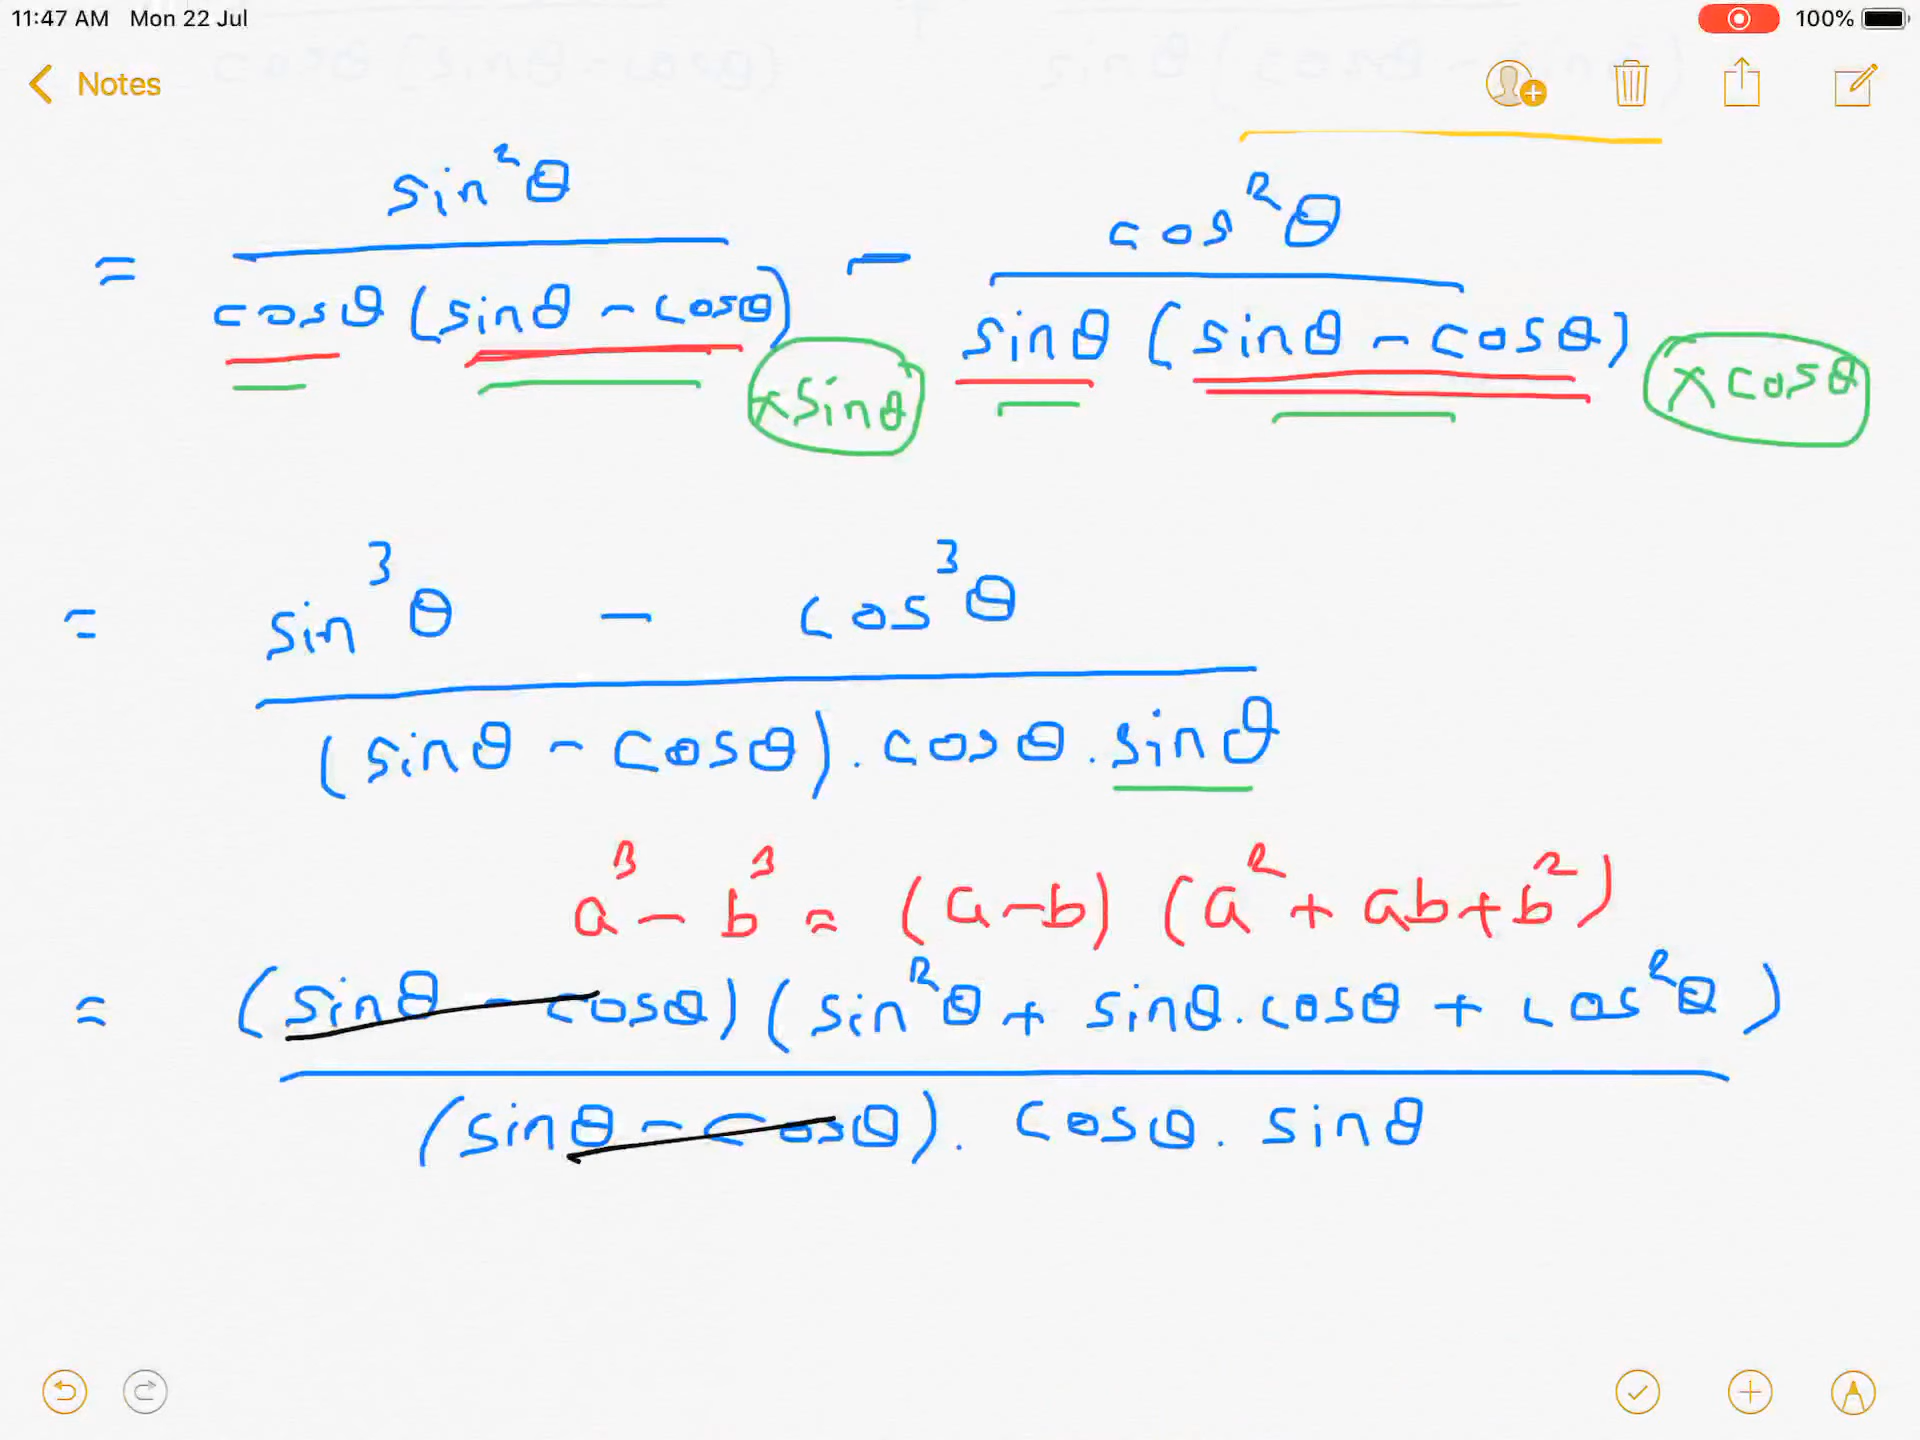 11:47 AM Mon 22 Jul 100%
Notes
sin²θ cos²θ
= ―――― - ――――
cosθ (sinθ - cosθ) sinθ (sinθ - cosθ)
×sinθ ×cosθ
= sin³θ - cos³θ
(sinθ - cosθ) . cosθ . sinθ
a³ - b³ = (a-b) (a² + ab + b²)
= (sinθ - cosθ) (sin²θ + sinθ . cosθ + cos²θ)
(sinθ - cosθ) . cosθ . sinθ